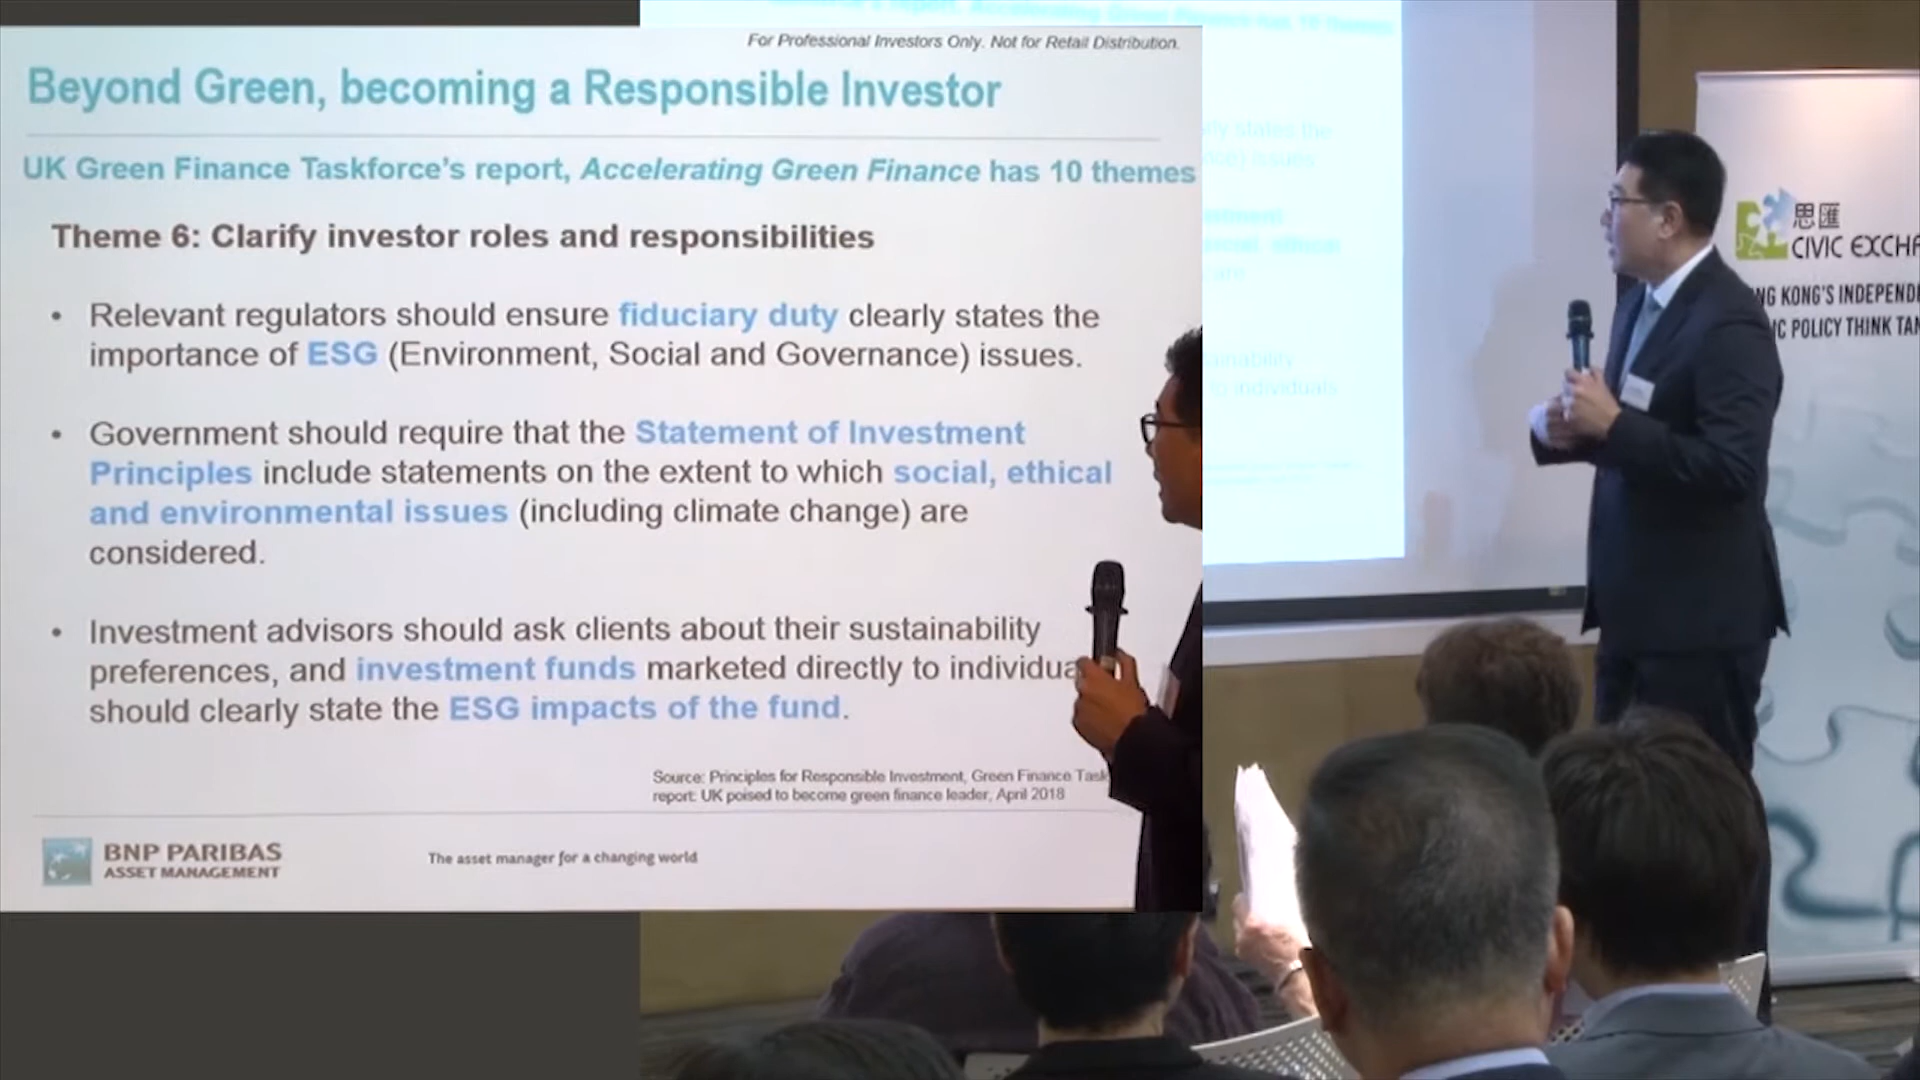 For Professional Investors Only. Not for Retail Distribution.
Beyond Green, becoming a Responsible Investor
UK Green Finance Taskforce's report, Accelerating Green Finance has 10 themes
Theme 6: Clarify investor roles and responsibilities
• Relevant regulators should ensure fiduciary duty clearly states the
importance of ESG (Environment, Social and Governance) issues.
• Government should require that the Statement of Investment
Principles include statements on the extent to which social, ethical
and environmental issues (including climate change) are
considered.
• Investment advisors should ask clients about their sustainability
preferences, and investment funds marketed directly to individua
should clearly state the ESG impacts of the fund.
Source: Principles for Responsible Investment, Green Finance Task
report: UK poised to become green finance leader, April 2018
BNP PARIBAS
ASSET MANAGEMENT
The asset manager for a changing world
思匯
CIVIC EXCHA
NG KONG'S INDEPEND
IC POLICY THINK TAN